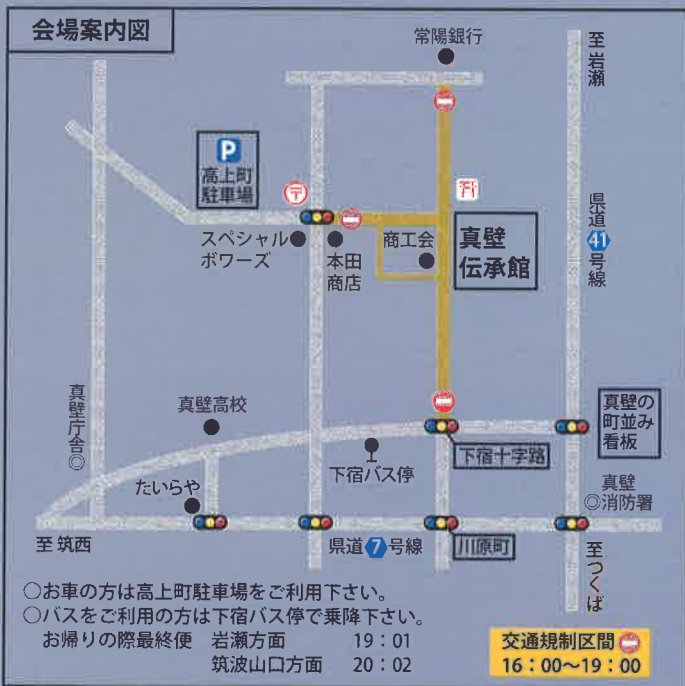 会場案内図
常陽銀行
至岩瀬
P
高上町
駐車場
〒
県道
41
号線
スペシャル
ボワーズ
本田
商店
商工会
真壁
伝承館
真壁庁舎◎
真壁高校
真壁の
町並み
看板
下宿バス停
下宿十字路
たいらや
真壁
◎消防署
至 筑西
県道7号線
川原町
至つくば
○お車の方は高上町駐車場をご利用下さい。
○バスをご利用の方は下宿バス停で乗降下さい。
お帰りの際最終便 岩瀬方面 19:01
筑波山口方面 20:02
交通規制区間
16:00〜19:00